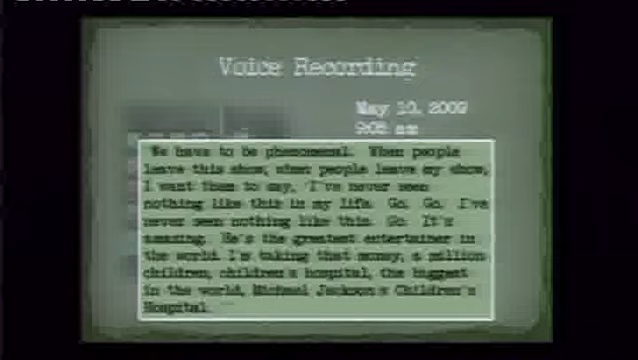 Voice Recording
May 10, 2009
9:05 am
We have to be phenomenal. When people
leave this show, when people leave my show,
I want them to say, 'I've never seen
nothing like this in my life. Go. Go. I've
never seen nothing like this. Go. It's
amazing. He's the greatest entertainer in
the world. I'm taking that money, a million
children, children's hospital, the biggest
in the world, Michael Jackson's Children's
Hospital.